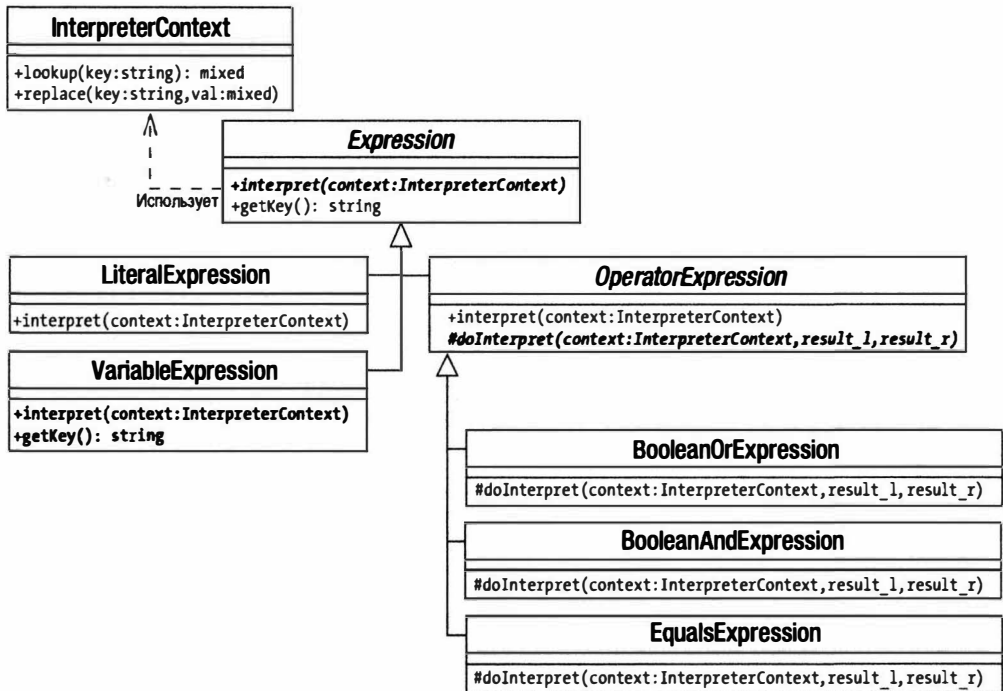 InterpreterContext
+lookup(key:string): mixed
+replace(key:string,val:mixed)
Expression
+interpret(context:InterpreterContext)
+getKey(): string
Использует
LiteralExpression
+interpret(context:InterpreterContext)
OperatorExpression
+interpret(context:InterpreterContext)
#doInterpret(context:InterpreterContext,result_l,result_r)
VariableExpression
+interpret(context:InterpreterContext)
+getKey(): string
BooleanOrExpression
#doInterpret(context:InterpreterContext,result_l,result_r)
BooleanAndExpression
#doInterpret(context:InterpreterContext,result_l,result_r)
EqualsExpression
#doInterpret(context:InterpreterContext,result_l,result_r)